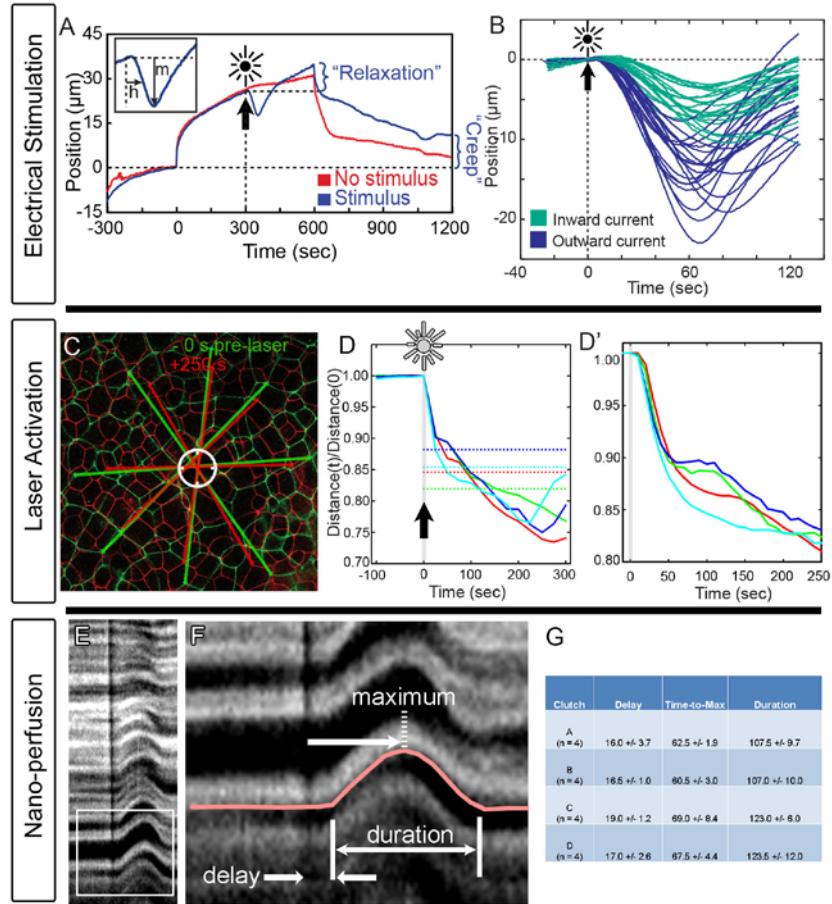 Electrical Stimulation
A
Position (µm)
45
30
15
0
-15
-300
0
300
600
900
1200
Time (sec)
h
m
"Relaxation"
"Creep"
No stimulus
Stimulus
B
Position (µm)
0
-10
-20
-40
0
40
80
120
Time (sec)
Inward current
Outward current
Laser Activation
C
- 0 s pre-laser
+250 s
D
Distance(t)/Distance(0)
1.00
0.95
0.90
0.85
0.80
0.75
0.70
-100
0
100
200
300
Time (sec)
D'
1.00
0.95
0.90
0.85
0.80
0
50
100
150
200
250
Time (sec)
Nano-perfusion
E
F
maximum
duration
delay
G
Clutch Delay Time-to-Max Duration
A
(n = 4) 16.0 +/- 3.7 62.5 +/- 1.9 107.5 +/- 9.7
B
(n = 4) 16.5 +/- 1.0 60.5 +/- 3.0 107.0 +/- 10.0
C
(n = 4) 19.0 +/- 1.2 69.0 +/- 8.4 123.0 +/- 6.0
D
(n = 4) 17.0 +/- 2.6 67.5 +/- 4.4 123.5 +/- 12.0